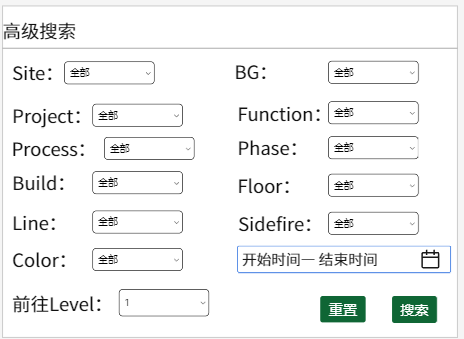 高级搜索
Site： 全部 BG： 全部
Project： 全部 Function： 全部
Process： 全部 Phase： 全部
Build： 全部 Floor： 全部
Line： 全部 Sidefire： 全部
Color： 全部 开始时间一 结束时间
前往Level： 1 重置 搜索